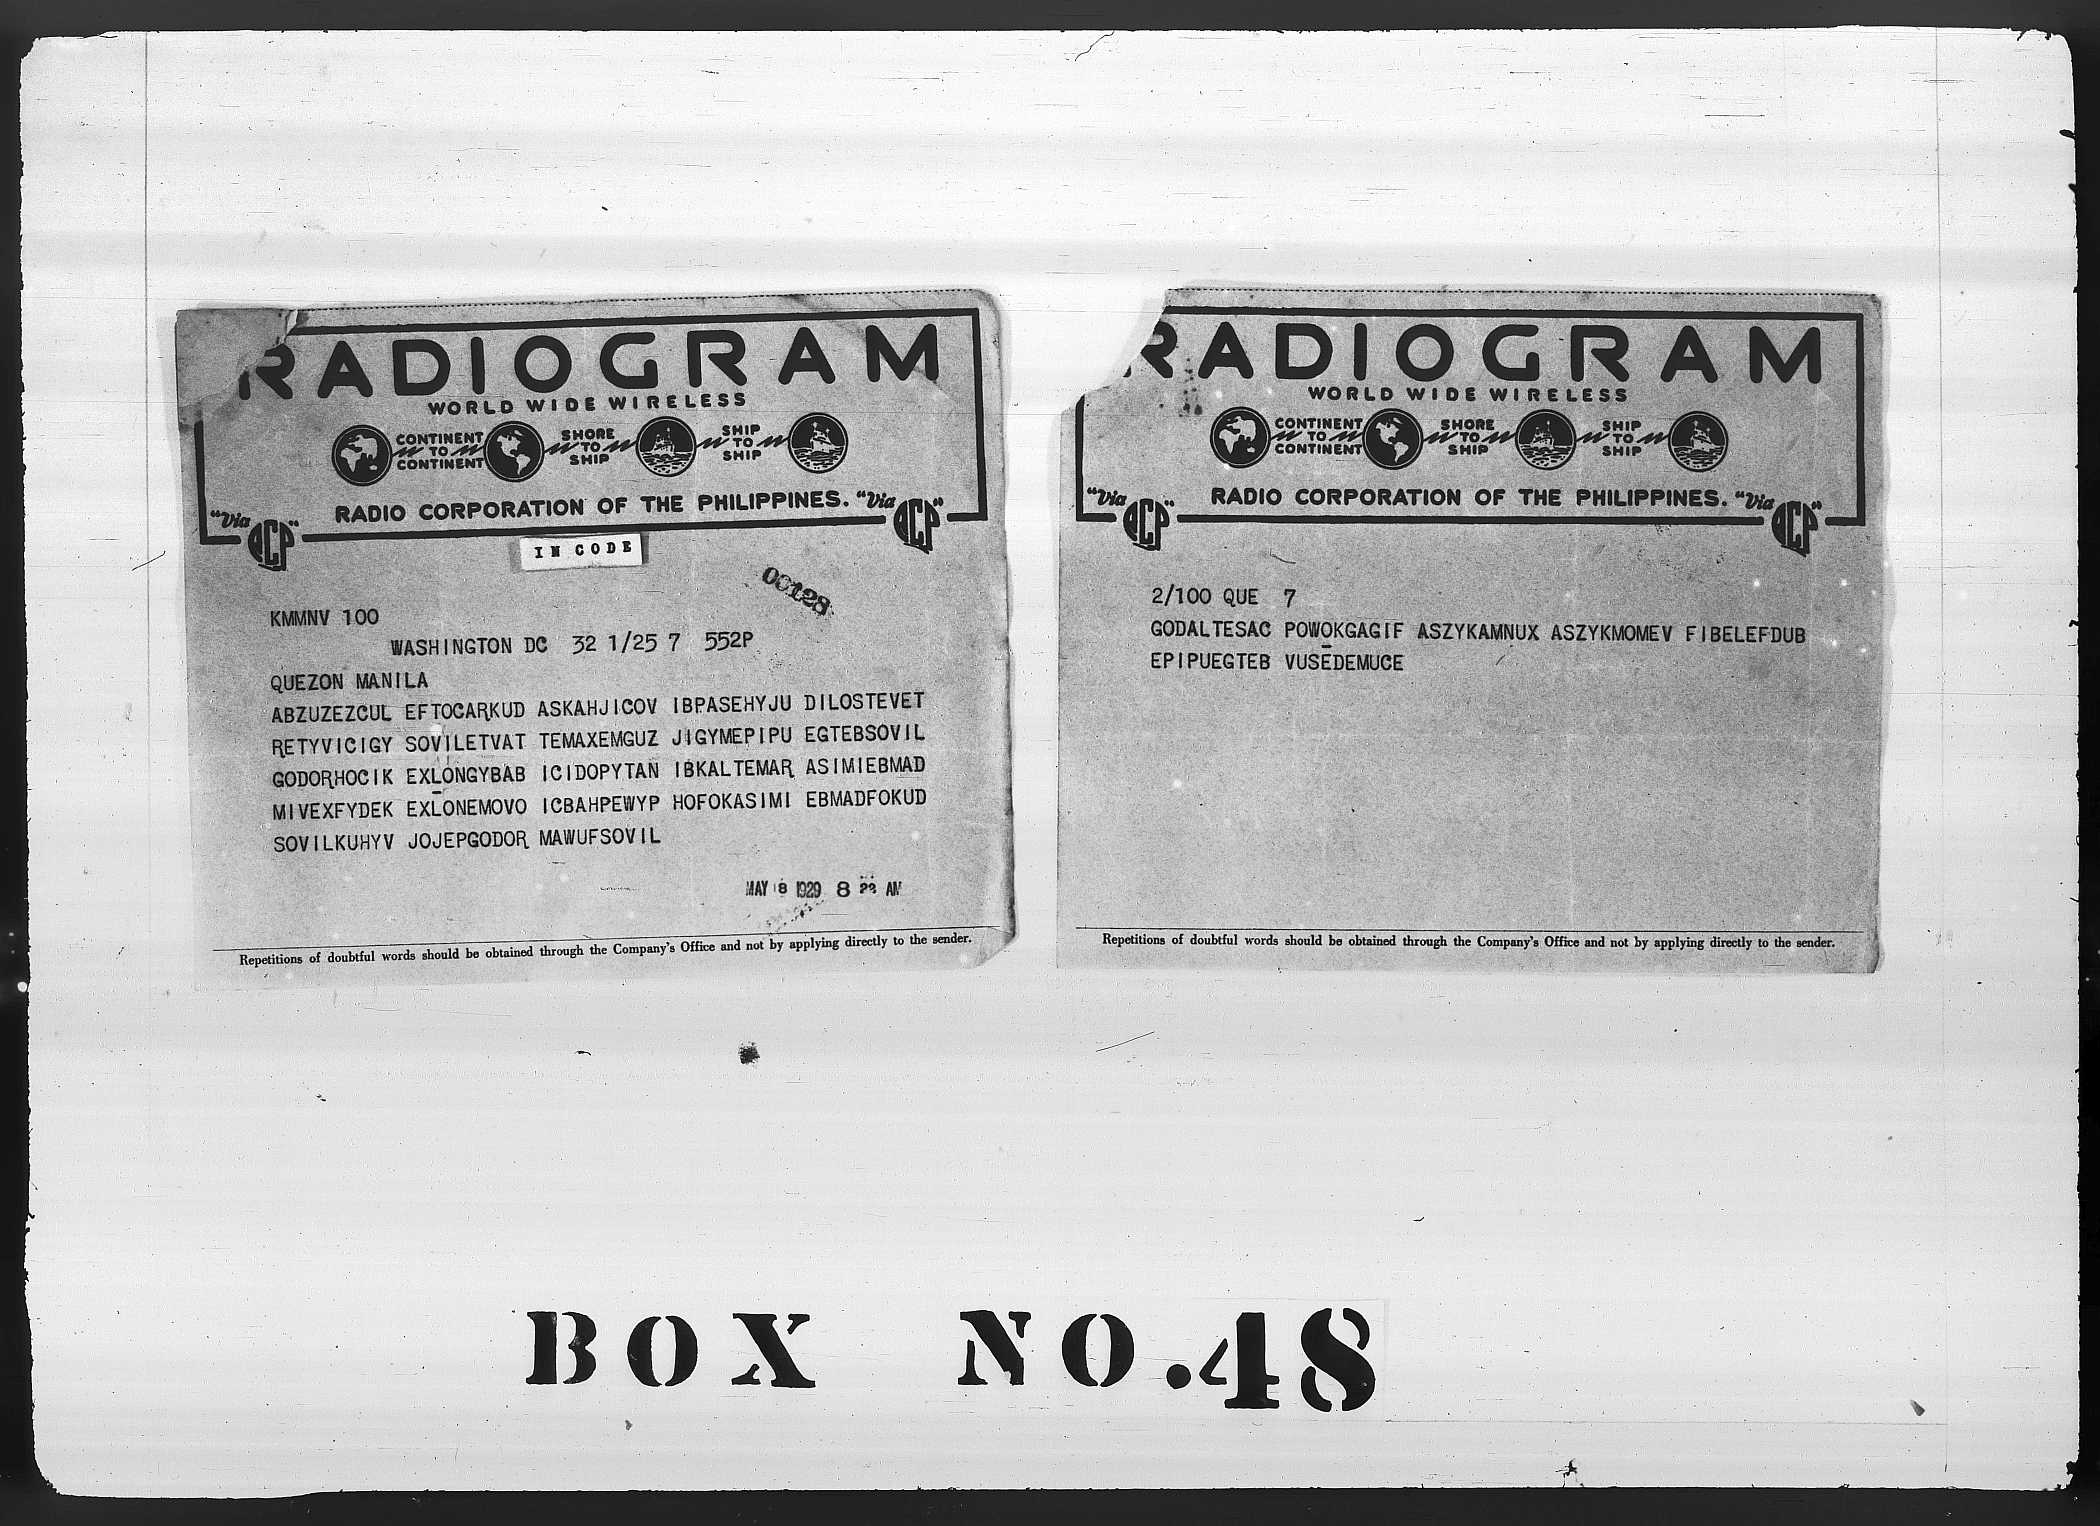 RADIOGRAM
WORLD WIDE WIRELESS
CONTINENT TO CONTINENT
SHORE TO SHIP
SHIP TO SHIP
"Via RCP"
RADIO CORPORATION OF THE PHILIPPINES. "Via RCP"
IN CODE
KMMNV 100
WASHINGTON DC 32 1/25 7 552P
QUEZON MANILA
ABZUZEZCUL EFTOCARKUD ASKAHJICOV IBPASEHYJU DILOSTEVET
RETYVICIGY SOVILETVAT TEMAXEMGUZ JIGYMEPIPU EGTEBSOVIL
GODORHOCIK EXLONGYBAB ICIDOPYTAN IBKALTEMAR ASIMIEBMAD
MIVEXFYDEK EXLONEMOVO ICBAHPEWYP HOFOKASIMI EBMADFOKUD
SOVILKUHYV JOJEPGODOR MAWUFSOVIL
MAY 8 1929 8 22 AM
Repetitions of doubtful words should be obtained through the Company's Office and not by applying directly to the sender.
RADIOGRAM
WORLD WIDE WIRELESS
CONTINENT TO CONTINENT
SHORE TO SHIP
SHIP TO SHIP
"Via RCP"
RADIO CORPORATION OF THE PHILIPPINES. "Via RCP"
2/100 QUE 7
GODALTESAC POWOKGAGIF ASZYKAMNUX ASZYKMOMEV FIBELEFDUB
EPIPUEGTEB VUSEDEMUCE
Repetitions of doubtful words should be obtained through the Company's Office and not by applying directly to the sender.
BOX NO.48